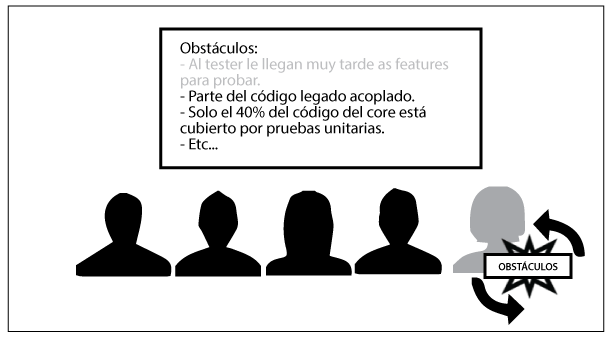 Obstáculos:
- Al tester le llegan muy tarde as features
para probar.
- Parte del código legado acoplado.
- Solo el 40% del código del core está
cubierto por pruebas unitarias.
- Etc...
OBSTÁCULOS